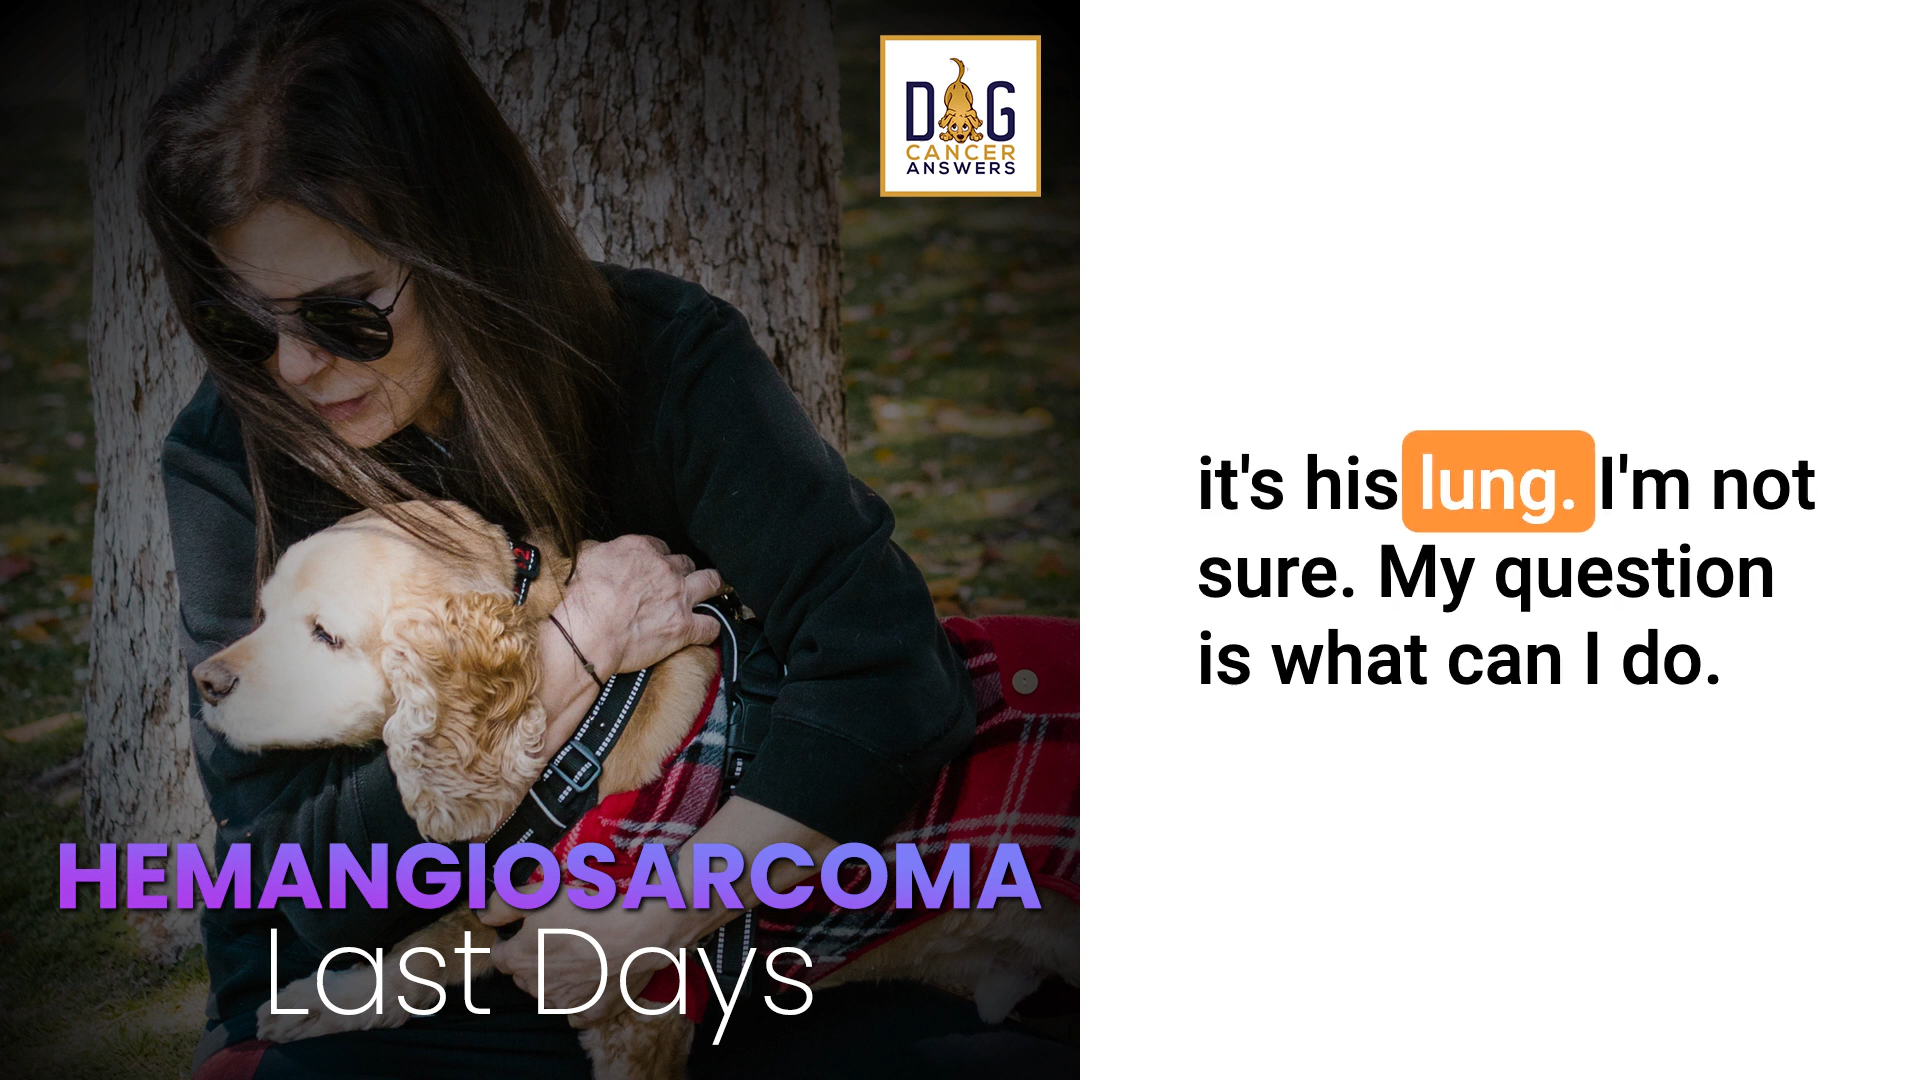 DOG
CANCER
ANSWERS
HEMANGIOSARCOMA
Last Days
it's his lung. I'm not
sure. My question
is what can I do.